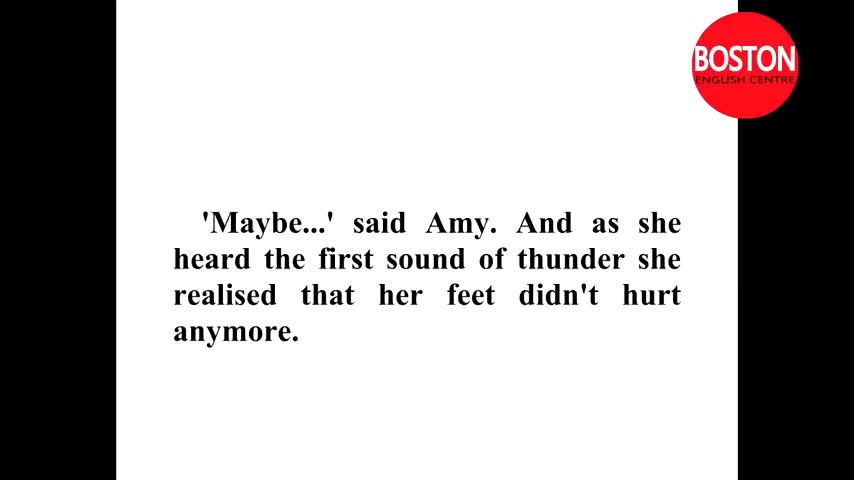 BOSTON
ENGLISH CENTRE
'Maybe...' said Amy. And as she
heard the first sound of thunder she
realised that her feet didn't hurt
anymore.